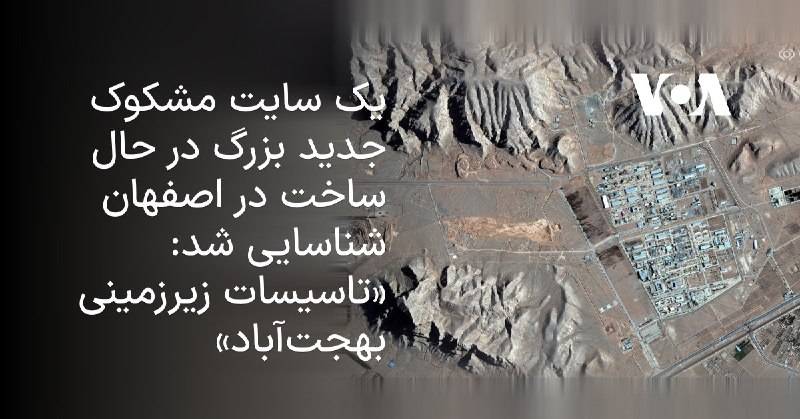 VOA
یک سایت مشکوک
جدید بزرگ در حال
ساخت در اصفهان
شناسایی شد:
«تاسیسات زیرزمینی
بهجت‌آباد»